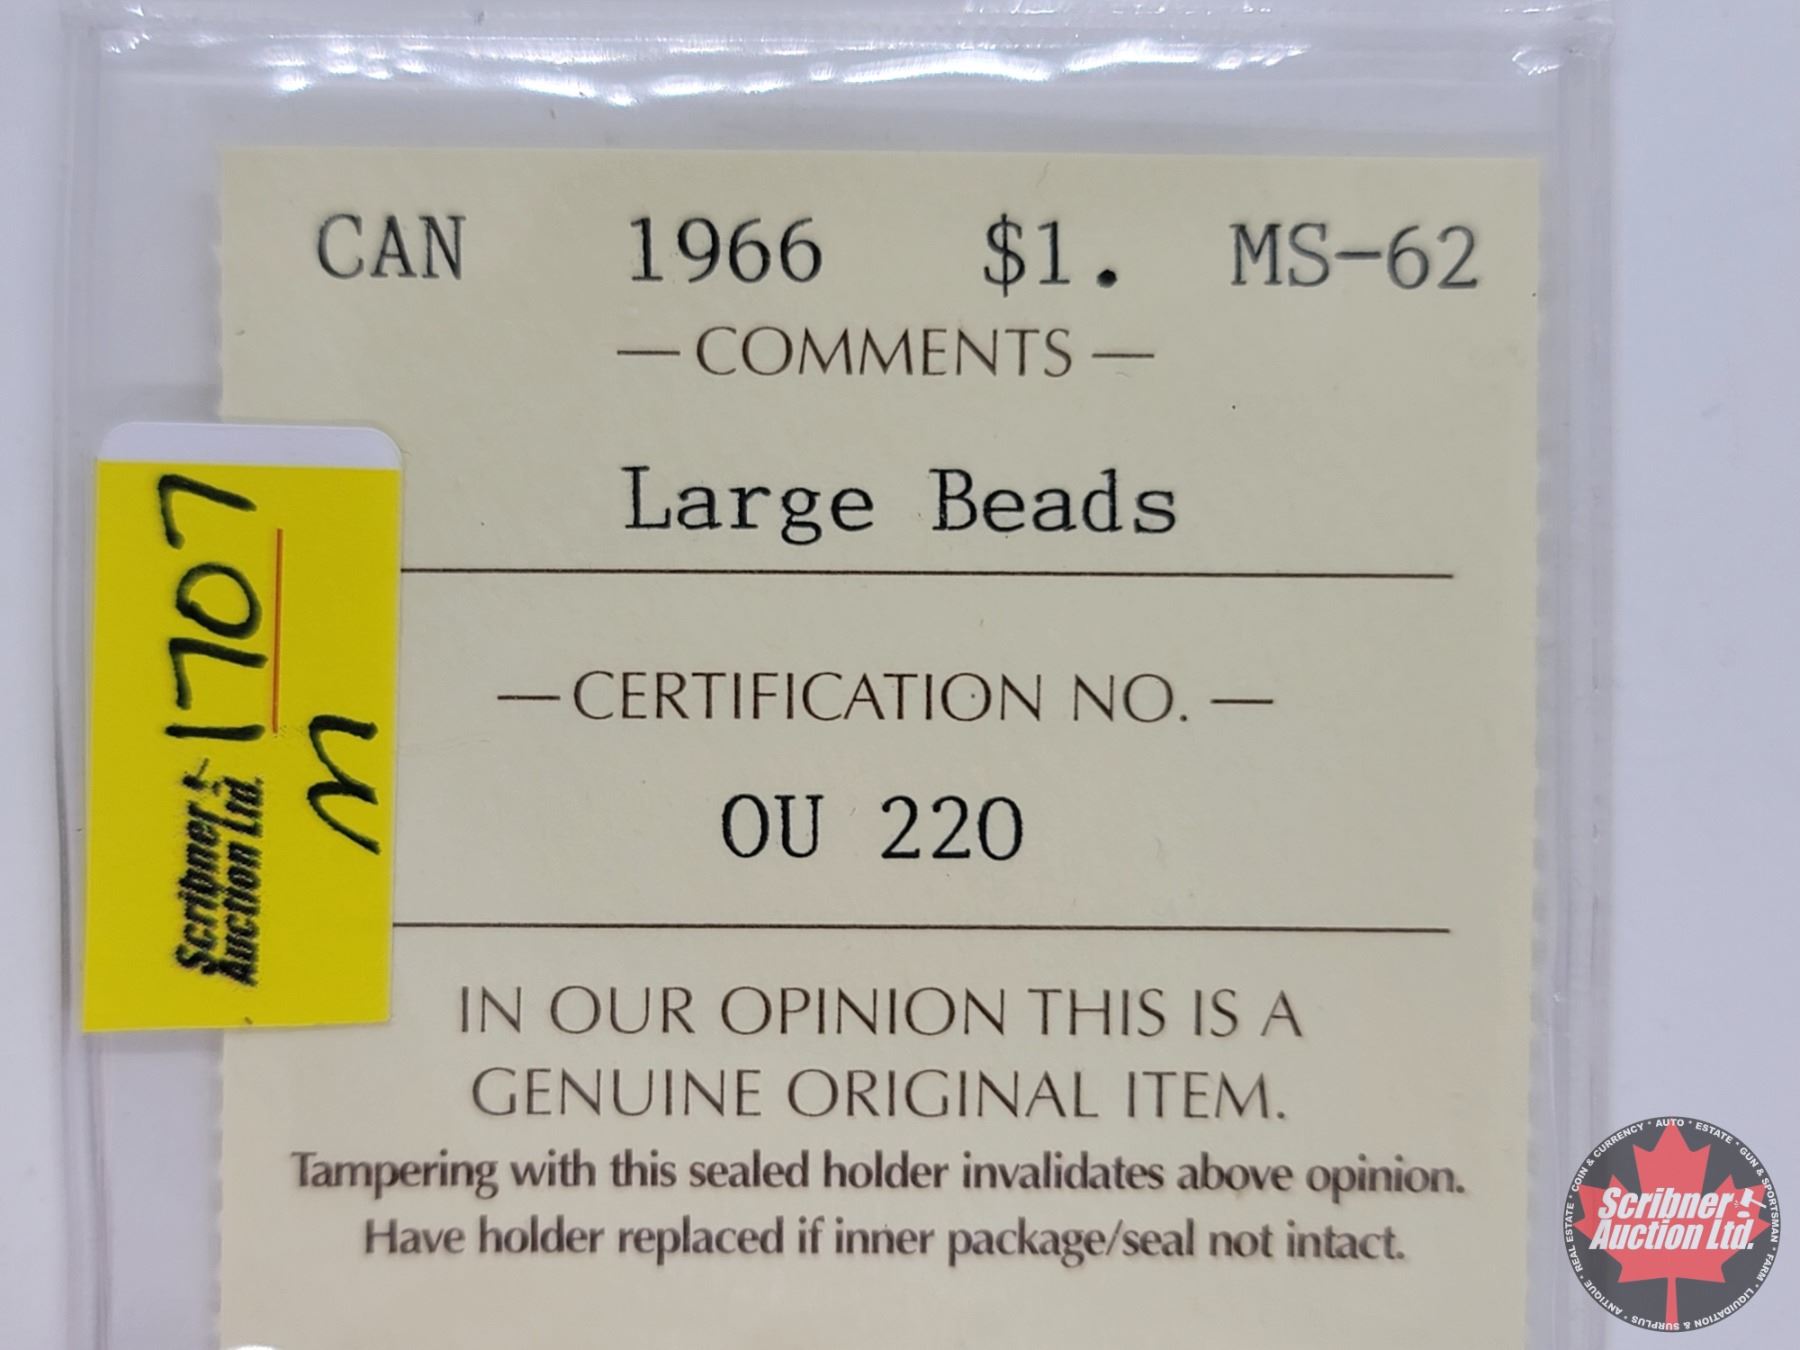 CAN 1966 $1. MS-62
— COMMENTS —
Large Beads
— CERTIFICATION NO. —
OU 220
IN OUR OPINION THIS IS A
GENUINE ORIGINAL ITEM.
Tampering with this sealed holder invalidates above opinion.
Have holder replaced if inner package/seal not intact.
Scribner
Auction Ltd.
1707
COIN & CURRENCY • AUTO • ESTATE • GUN & SPORTSMAN • FARM • LIQUIDATION & SURPLUS • ANTIQUE • REAL ESTATE •
Scribner
Auction Ltd.